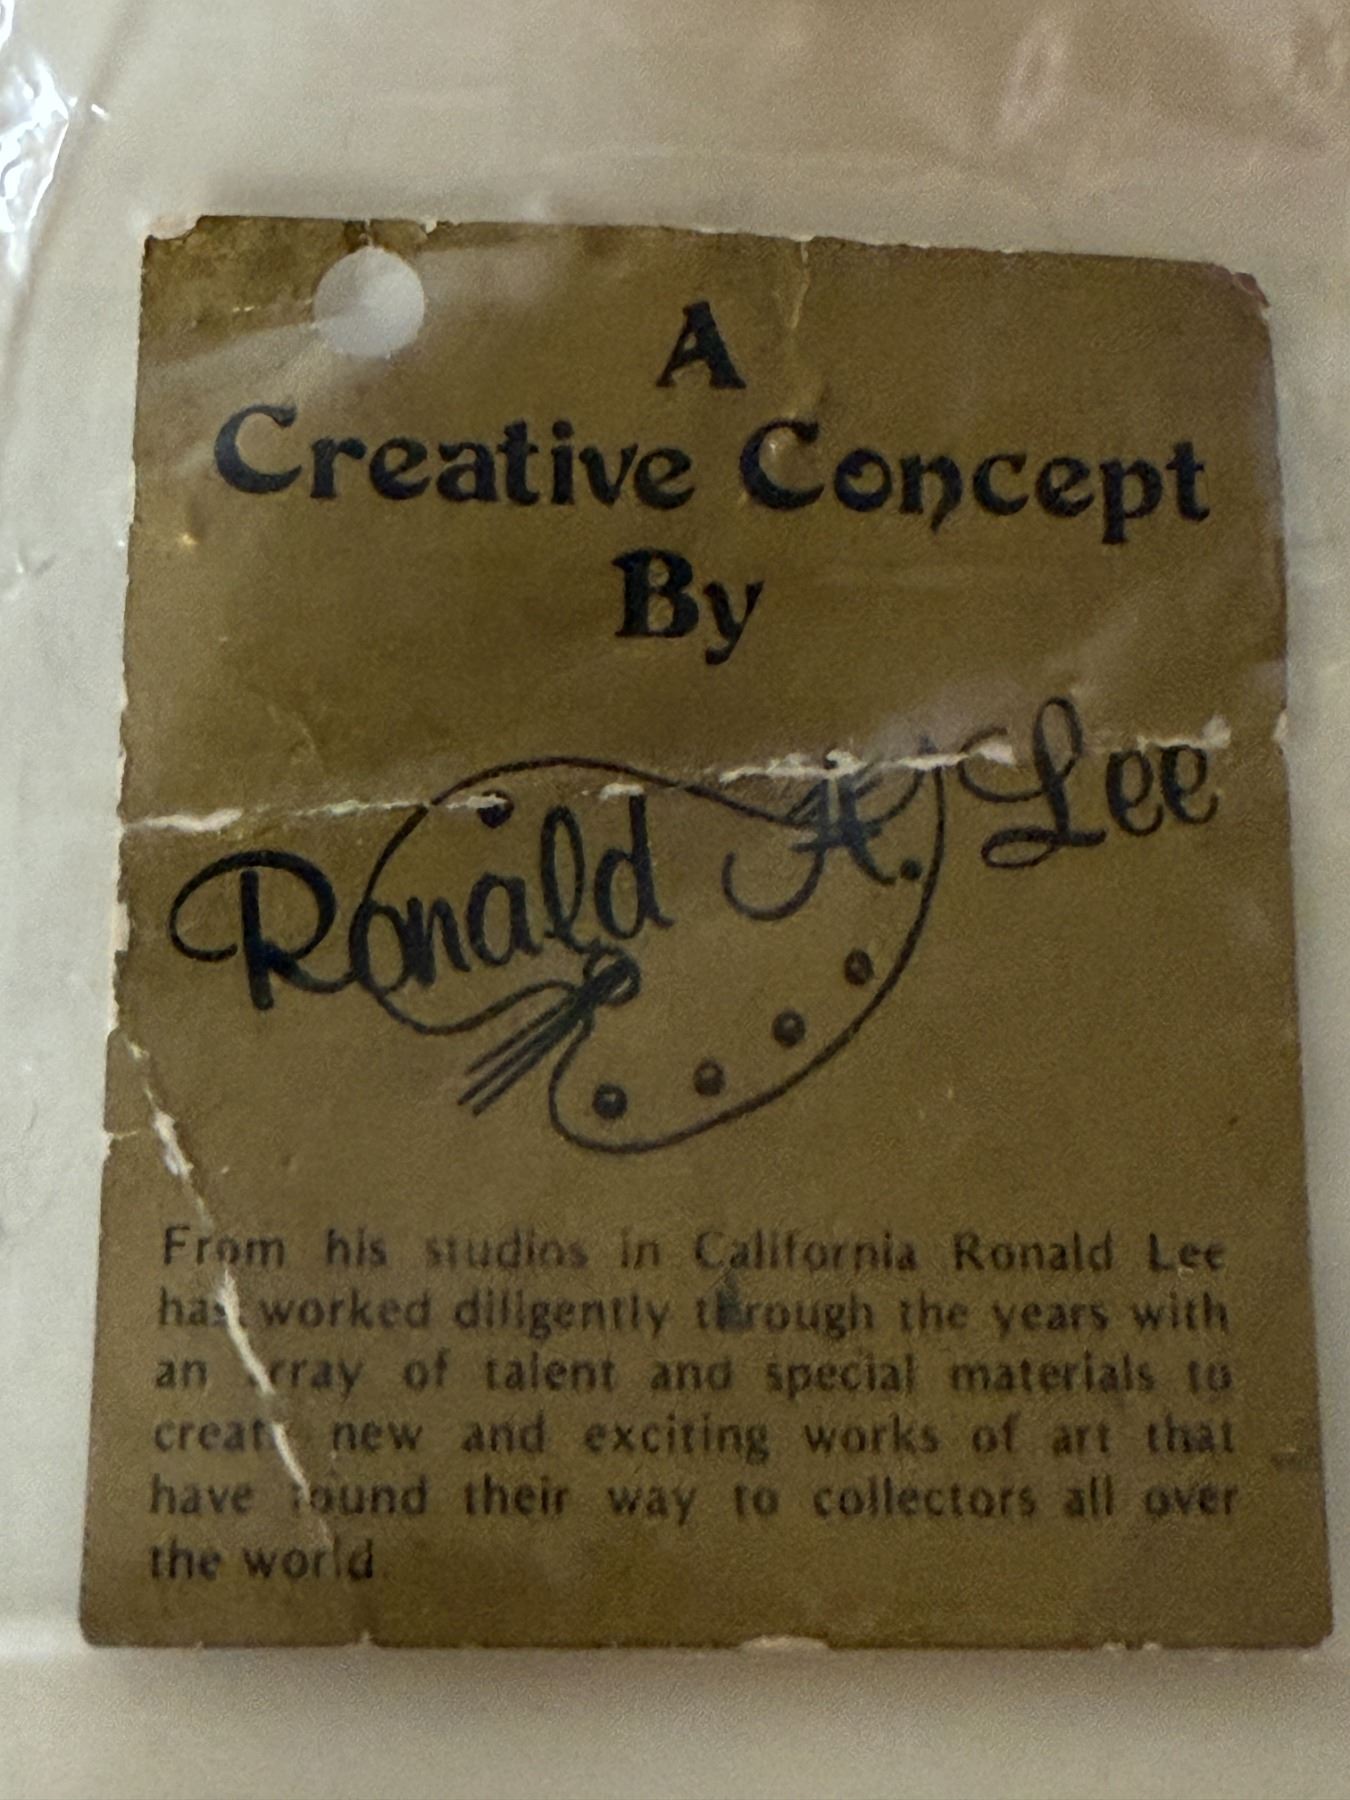 A
Creative Concept
By
Ronald A. Lee
From his studios in California Ronald Lee
has worked diligently through the years with
an array of talent and special materials to
create new and exciting works of art that
have found their way to collectors all over
the world.